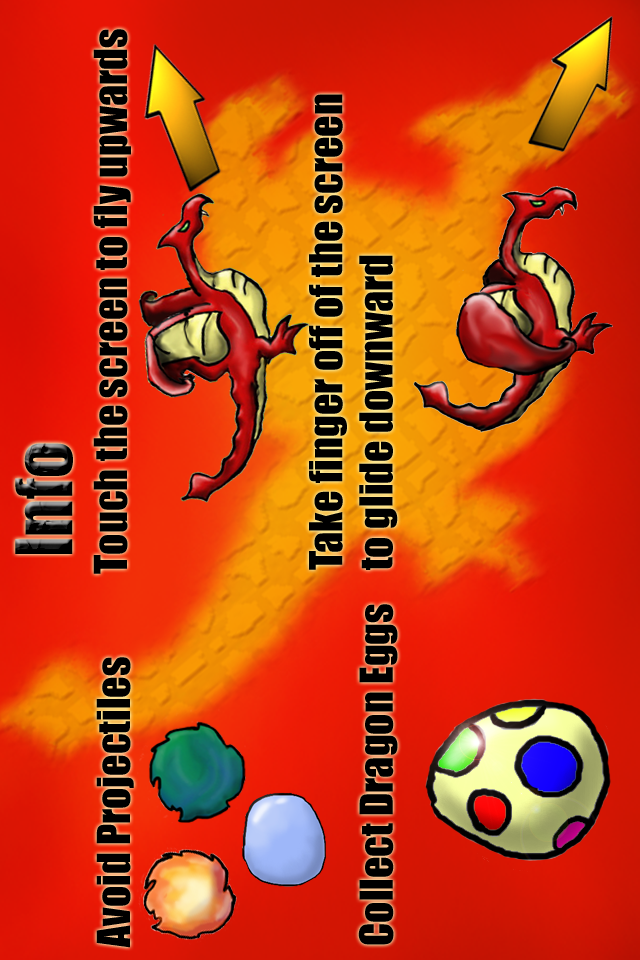 Info
Avoid Projectiles
Touch the screen to fly upwards
Collect Dragon Eggs
Take finger off of the screen
to glide downward